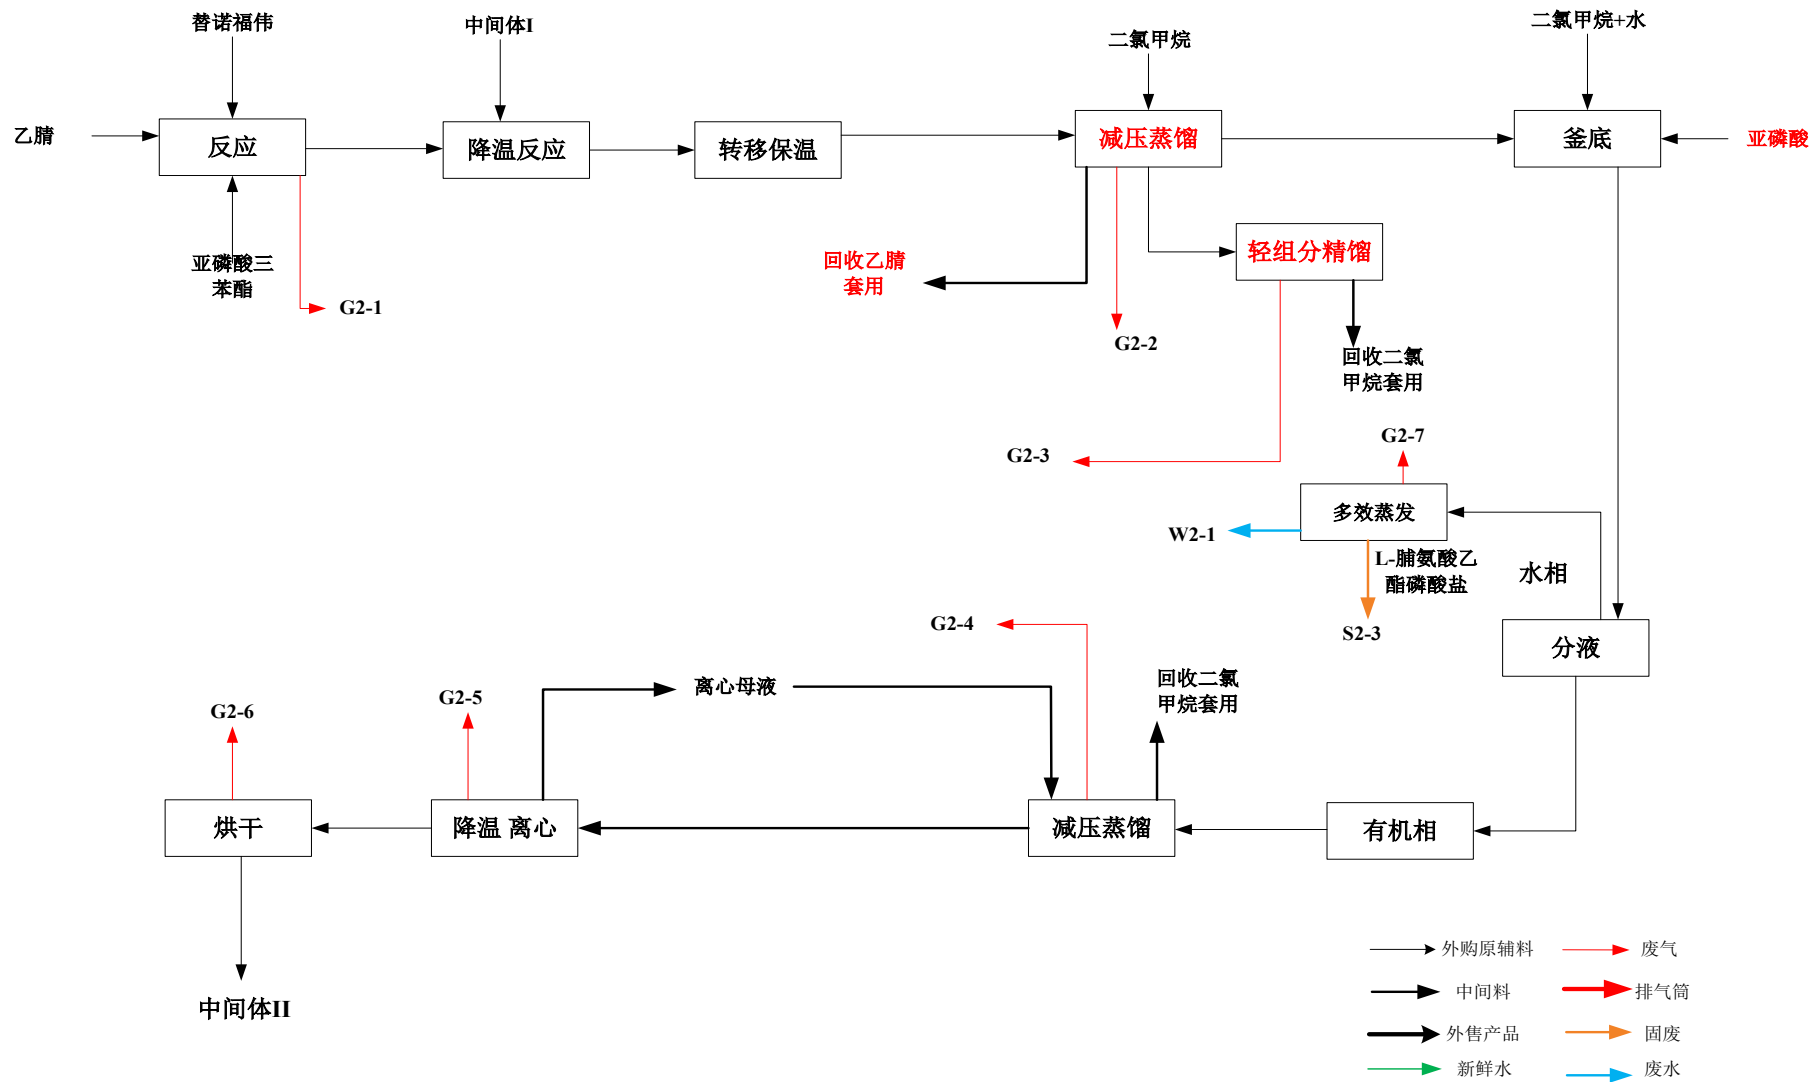 替诺福伟
中间体I
二氯甲烷
二氯甲烷+水
乙腈
反应
降温反应
转移保温
减压蒸馏
釜底
亚磷酸
亚磷酸三
苯酯
G2-1
回收乙腈
套用
轻组分精馏
G2-2
回收二氯
甲烷套用
G2-3
G2-7
多效蒸发
W2-1
L-脯氨酸乙
酯磷酸盐
水相
S2-3
G2-4
分液
离心母液
回收二氯
甲烷套用
G2-5
G2-6
烘干
降温 离心
减压蒸馏
有机相
中间体II
外购原辅料
废气
中间料
排气筒
外售产品
固废
新鲜水
废水